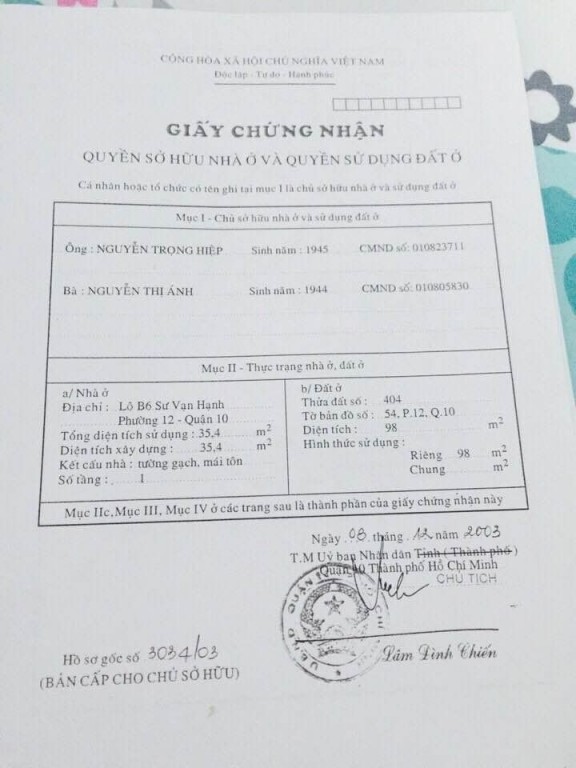 CỘNG HÒA XÃ HỘI CHỦ NGHĨA VIỆT NAM
Độc lập - Tự do - Hạnh phúc
GIẤY CHỨNG NHẬN
QUYỀN SỞ HỮU NHÀ Ở VÀ QUYỀN SỬ DỤNG ĐẤT Ở
Cá nhân hoặc tổ chức có tên ghi tại mục I là chủ sở hữu nhà ở và sử dụng đất ở
Mục I - Chủ sở hữu nhà ở và sử dụng đất ở
Ông : NGUYỄN TRỌNG HIỆP Sinh năm : 1945 CMND số: 010823711
Bà : NGUYỄN THỊ ÁNH Sinh năm : 1944 CMND số: 010805830
Mục II - Thực trạng nhà ở, đất ở
a/ Nhà ở
Địa chỉ : Lô B6 Sư Vạn Hạnh
Phường 12 - Quận 10
Tổng diện tích sử dụng : 35,4 m2
Diện tích xây dựng : 35,4 m2
Kết cấu nhà : tường gạch, mái tôn
Số tầng : 1
b/ Đất ở
Thửa đất số : 404
Tờ bản đồ số : 54, P.12, Q.10
Diện tích : 98 m2
Hình thức sử dụng :
Riêng 98 m2
Chung m2
Mục IIc, Mục III, Mục IV ở các trang sau là thành phần của giấy chứng nhận này
Ngày 08 tháng 12 năm 2003
T.M Uỷ ban Nhân dân Tỉnh ( Thành phố )
Quận 10 Thành phố Hồ Chí Minh
CHỦ TỊCH
Lâm Đình Chiến
Hồ sơ gốc số 3034/03
(BẢN CẤP CHO CHỦ SỞ HỮU)